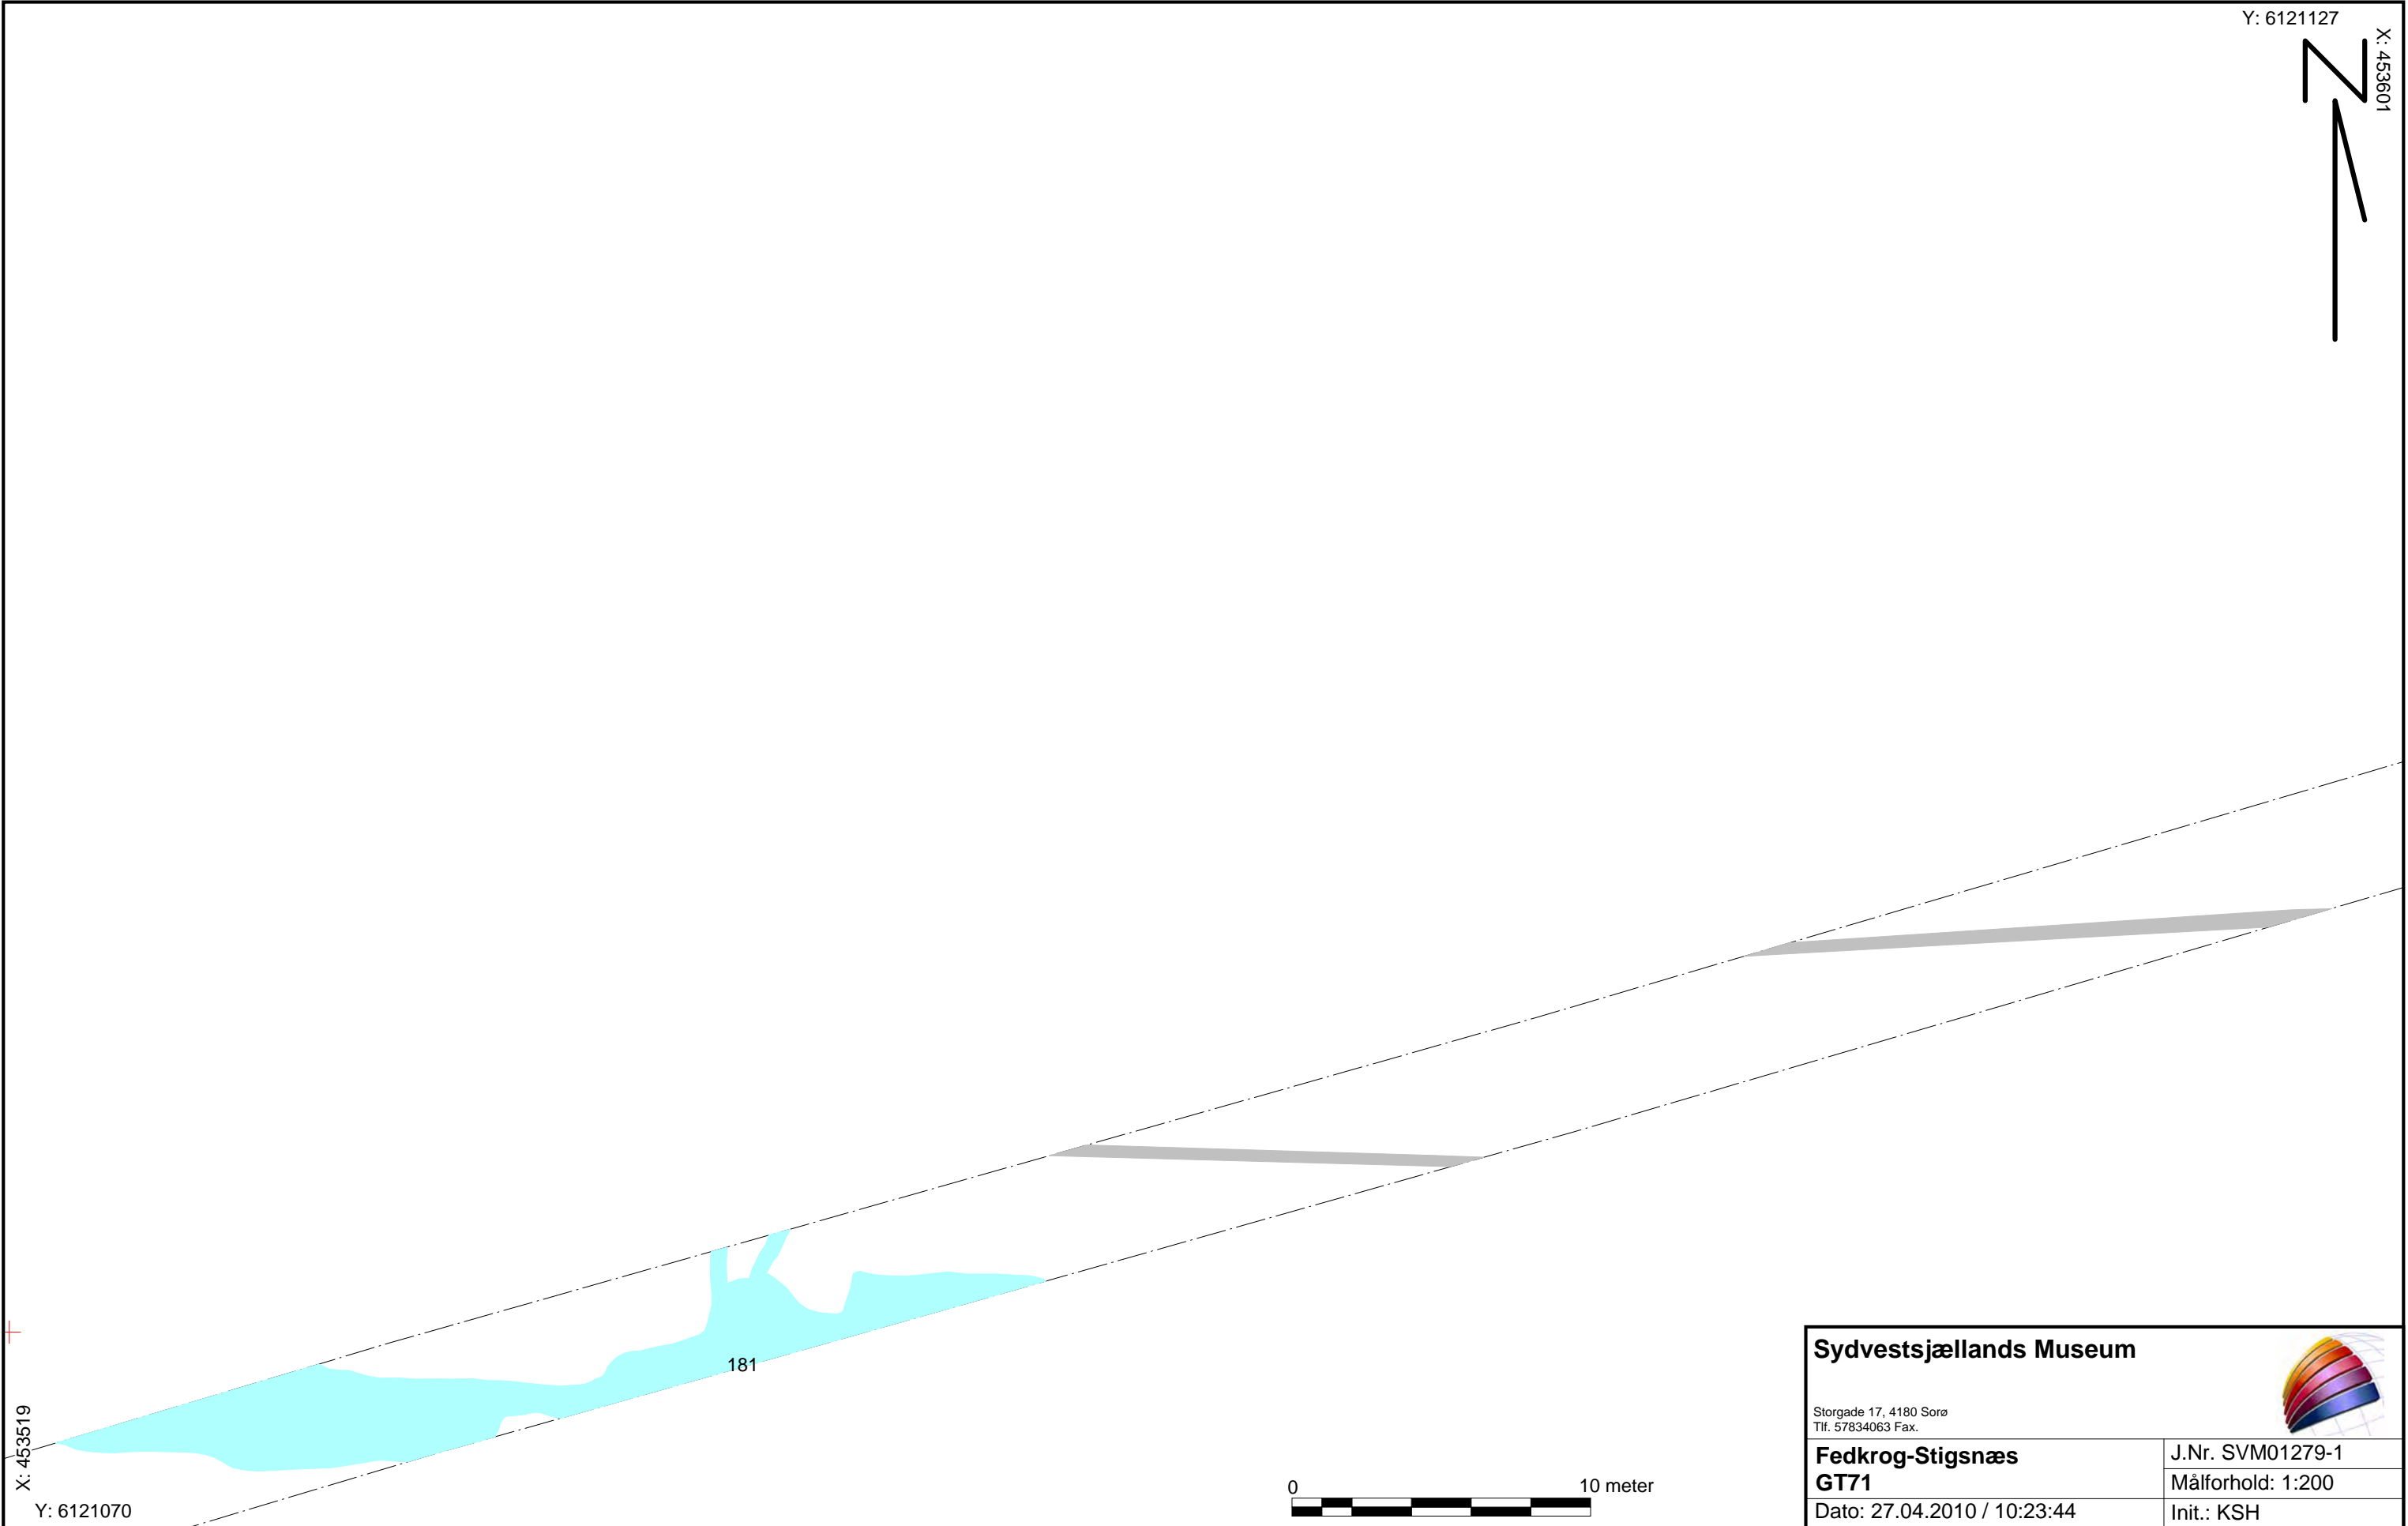 Y: 6121127
X: 453601
N
181
X: 453519
Y: 6121070
0 10 meter
Sydvestsjællands Museum
Storgade 17, 4180 Sorø
Tlf. 57834063 Fax.
Fedkrog-Stigsnæs
GT71
J.Nr. SVM01279-1
Målforhold: 1:200
Dato: 27.04.2010 / 10:23:44
Init.: KSH